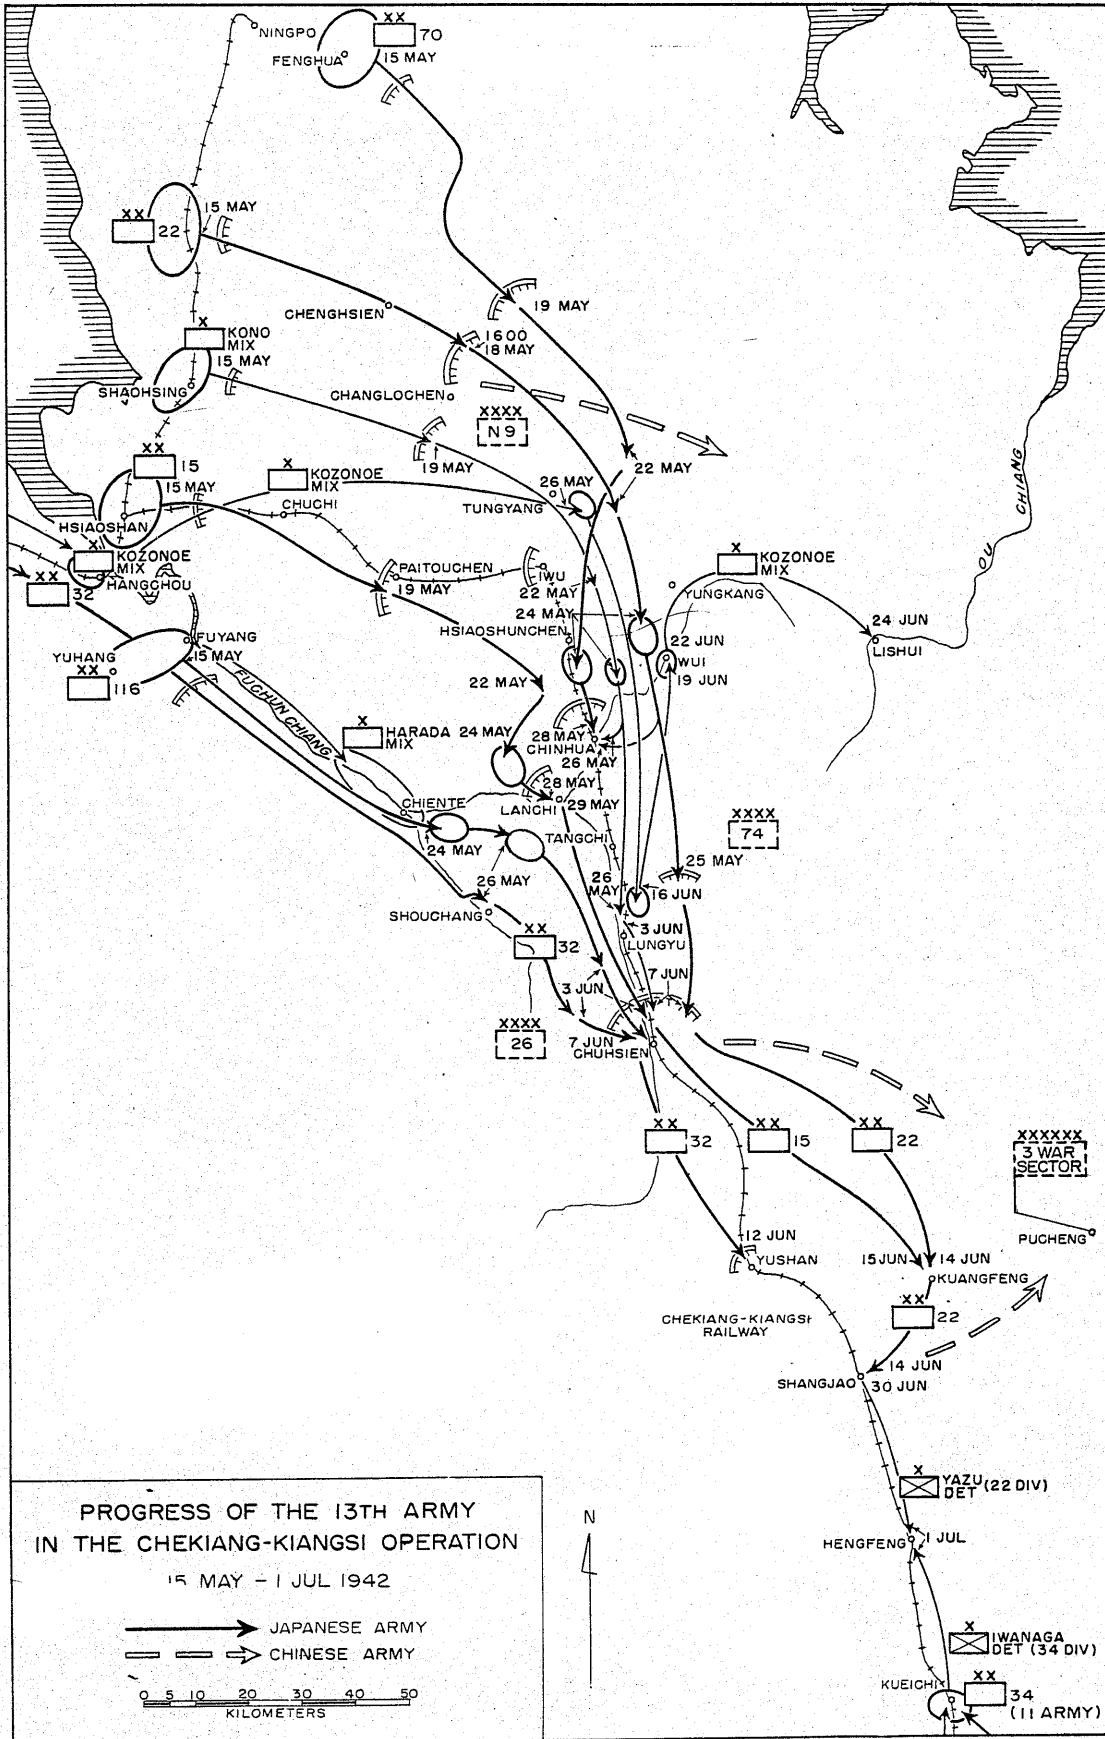 NINGPO
FENGHUA
XX
70
15 MAY
XX
22
15 MAY
CHENGHSIEN
19 MAY
X
KONO
MIX
15 MAY
1600
18 MAY
SHAOHSING
CHANGLOCHEN
XXXX
N 9
19 MAY
XX
15
15 MAY
X
KOZONOE
MIX
26 MAY
22 MAY
HSIAOSHAN
CHUCHI
TUNGYANG
CHIANG
OU
X
KOZONOE
MIX
HANGCHOU
XX
32
PAITOUCHEN
19 MAY
IWU
22 MAY
X
KOZONOE
MIX
YUNGKANG
24 MAY
HSIAOSHUNCHEN
24 JUN
LISHUI
FUYANG
15 MAY
YUHANG
XX
116
22 JUN
WUI
19 JUN
22 MAY
FUCHUN CHIANG
X
HARADA
MIX
24 MAY
28 MAY
CHINHUA
26 MAY
28 MAY
LANCHI
29 MAY
CHIENTE
24 MAY
TANGCHI
XXXX
74
25 MAY
26 MAY
26
MAY
16 JUN
SHOUCHANG
3 JUN
LUNGYU
XX
32
7 JUN
3 JUN
XXXX
26
7 JUN
CHUHSIEN
XX
32
XX
15
XX
22
XXXXXX
3 WAR
SECTOR
PUCHENG
12 JUN
YUSHAN
15 JUN
14 JUN
KUANGFENG
XX
22
CHEKIANG-KIANGSI
RAILWAY
14 JUN
SHANGJAO
30 JUN
X
YAZU
DET (22 DIV)
HENGFENG
1 JUL
X
IWANAGA
DET (34 DIV)
KUEICHI
XX
34
(11 ARMY)
N
PROGRESS OF THE 13TH ARMY
IN THE CHEKIANG-KIANGSI OPERATION
15 MAY - 1 JUL 1942
JAPANESE ARMY
CHINESE ARMY
0 5 10 20 30 40 50
KILOMETERS